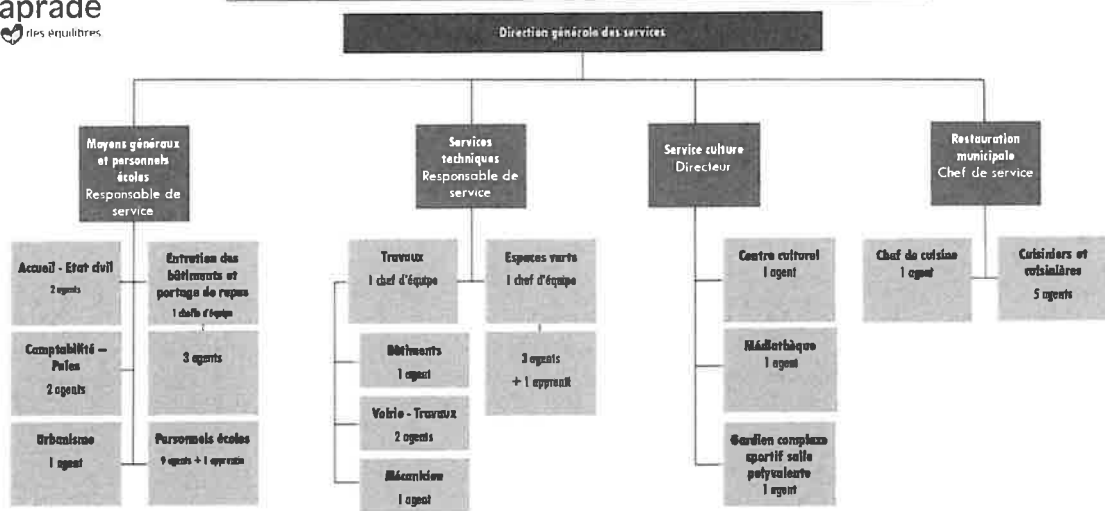 aprade
des équilibres
Direction générale des services
Moyens généraux
et personnels
écoles
Responsable de
service
Services
techniques
Responsable de
service
Service culture
Directeur
Restauration
municipale
Chef de service
Accueil - Etat civil
2 agents
Entretien des
bâtiments et
portage de repas
1 cheffe d'équipe
3 agents
Comptabilité –
Paies
2 agents
Urbanisme
1 agent
Personnels écoles
9 agents + 1 apprentie
Travaux
1 chef d'équipe
Espaces verts
1 chef d'équipe
Bâtiments
1 agent
3 agents
+ 1 apprenti
Voirie - Travaux
2 agents
Mécanicien
1 agent
Centre culturel
1 agent
Médiathèque
1 agent
Gardien complexe
sportif salle
polyvalente
1 agent
Chef de cuisine
1 agent
Cuisiniers et
cuisinières
5 agents